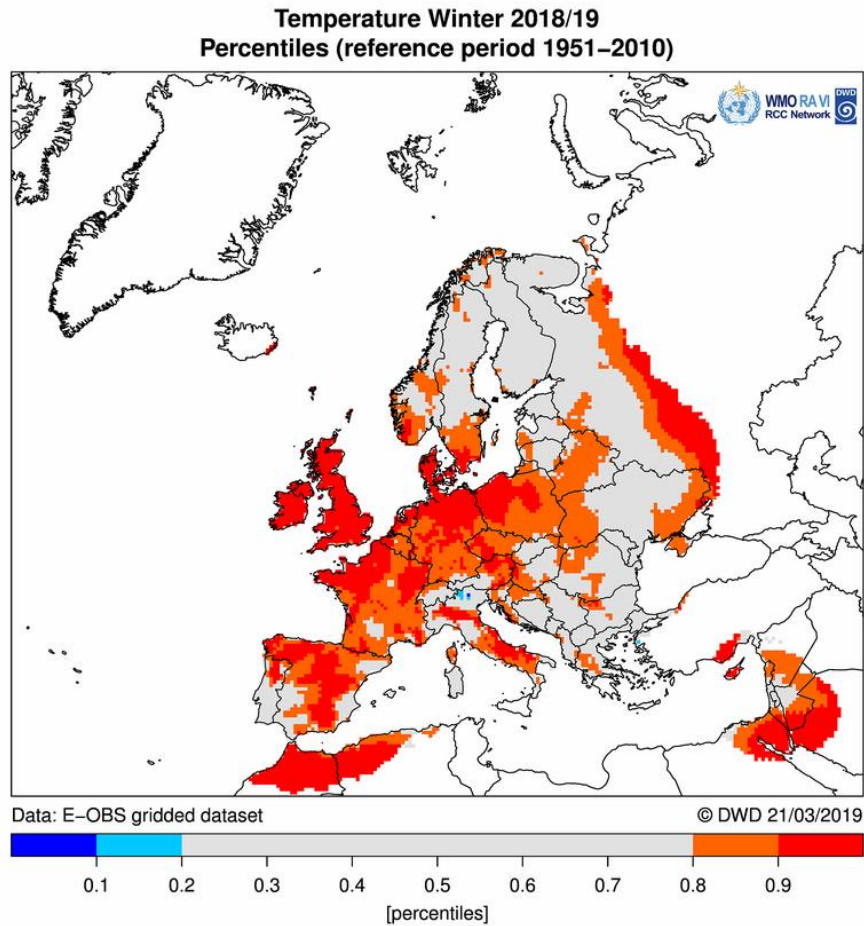 Temperature Winter 2018/19
Percentiles (reference period 1951−2010)
WMO RA VI
RCC Network
DWD
Data: E−OBS gridded dataset
© DWD 21/03/2019
0.1 0.2 0.3 0.4 0.5 0.6 0.7 0.8 0.9
[percentiles]